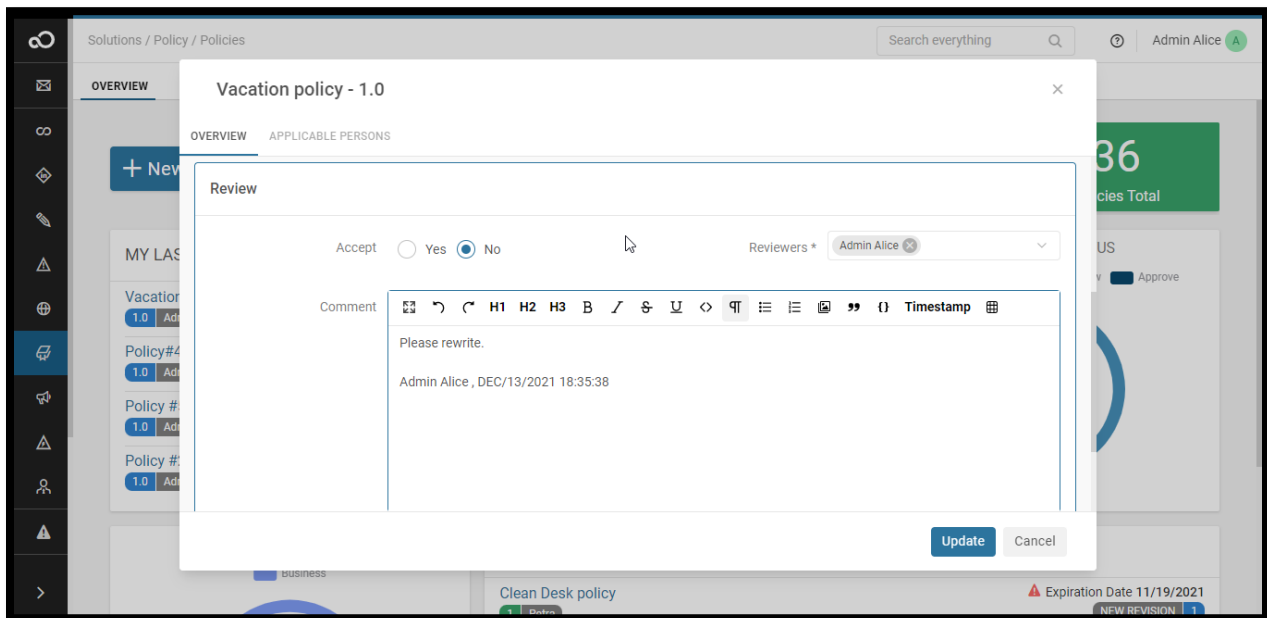 Solutions / Policy / Policies
Search everything
Admin Alice A
OVERVIEW
Vacation policy - 1.0
OVERVIEW APPLICABLE PERSONS
New
36
Total
Review
Accept Yes No Reviewers * Admin Alice
MY
US
Approve
Comment H1 H2 H3 B I S U <> ¶ {} Timestamp
Please rewrite.
Admin Alice , DEC/13/2021 18:35:38
1.0
Policy#4
1.0
Policy #
1.0
Policy #
1.0
Update Cancel
Business
Clean Desk policy
Expiration Date 11/19/2021
1 Petra
NEW REVISION 1